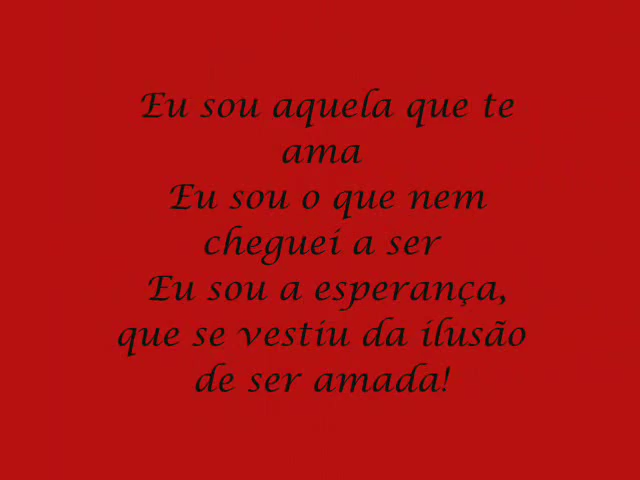 Eu sou aquela que te
ama
Eu sou o que nem
cheguei a ser
Eu sou a esperança,
que se vestiu da ilusão
de ser amada!